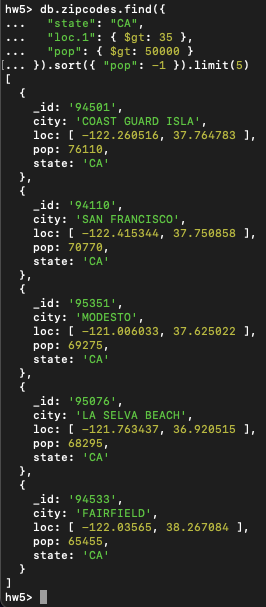 hw5> db.zipcodes.find({
...   "state": "CA",
...   "loc.1": { $gt: 35 },
...   "pop": { $gt: 50000 }
[... }).sort({ "pop": -1 }).limit(5)
[
  {
    _id: '94501',
    city: 'COAST GUARD ISLA',
    loc: [ -122.260516, 37.764783 ],
    pop: 76110,
    state: 'CA'
  },
  {
    _id: '94110',
    city: 'SAN FRANCISCO',
    loc: [ -122.415344, 37.750858 ],
    pop: 70770,
    state: 'CA'
  },
  {
    _id: '95351',
    city: 'MODESTO',
    loc: [ -121.006033, 37.625022 ],
    pop: 69275,
    state: 'CA'
  },
  {
    _id: '95076',
    city: 'LA SELVA BEACH',
    loc: [ -121.763437, 36.920515 ],
    pop: 68295,
    state: 'CA'
  },
  {
    _id: '94533',
    city: 'FAIRFIELD',
    loc: [ -122.03565, 38.267084 ],
    pop: 65455,
    state: 'CA'
  }
]
hw5>